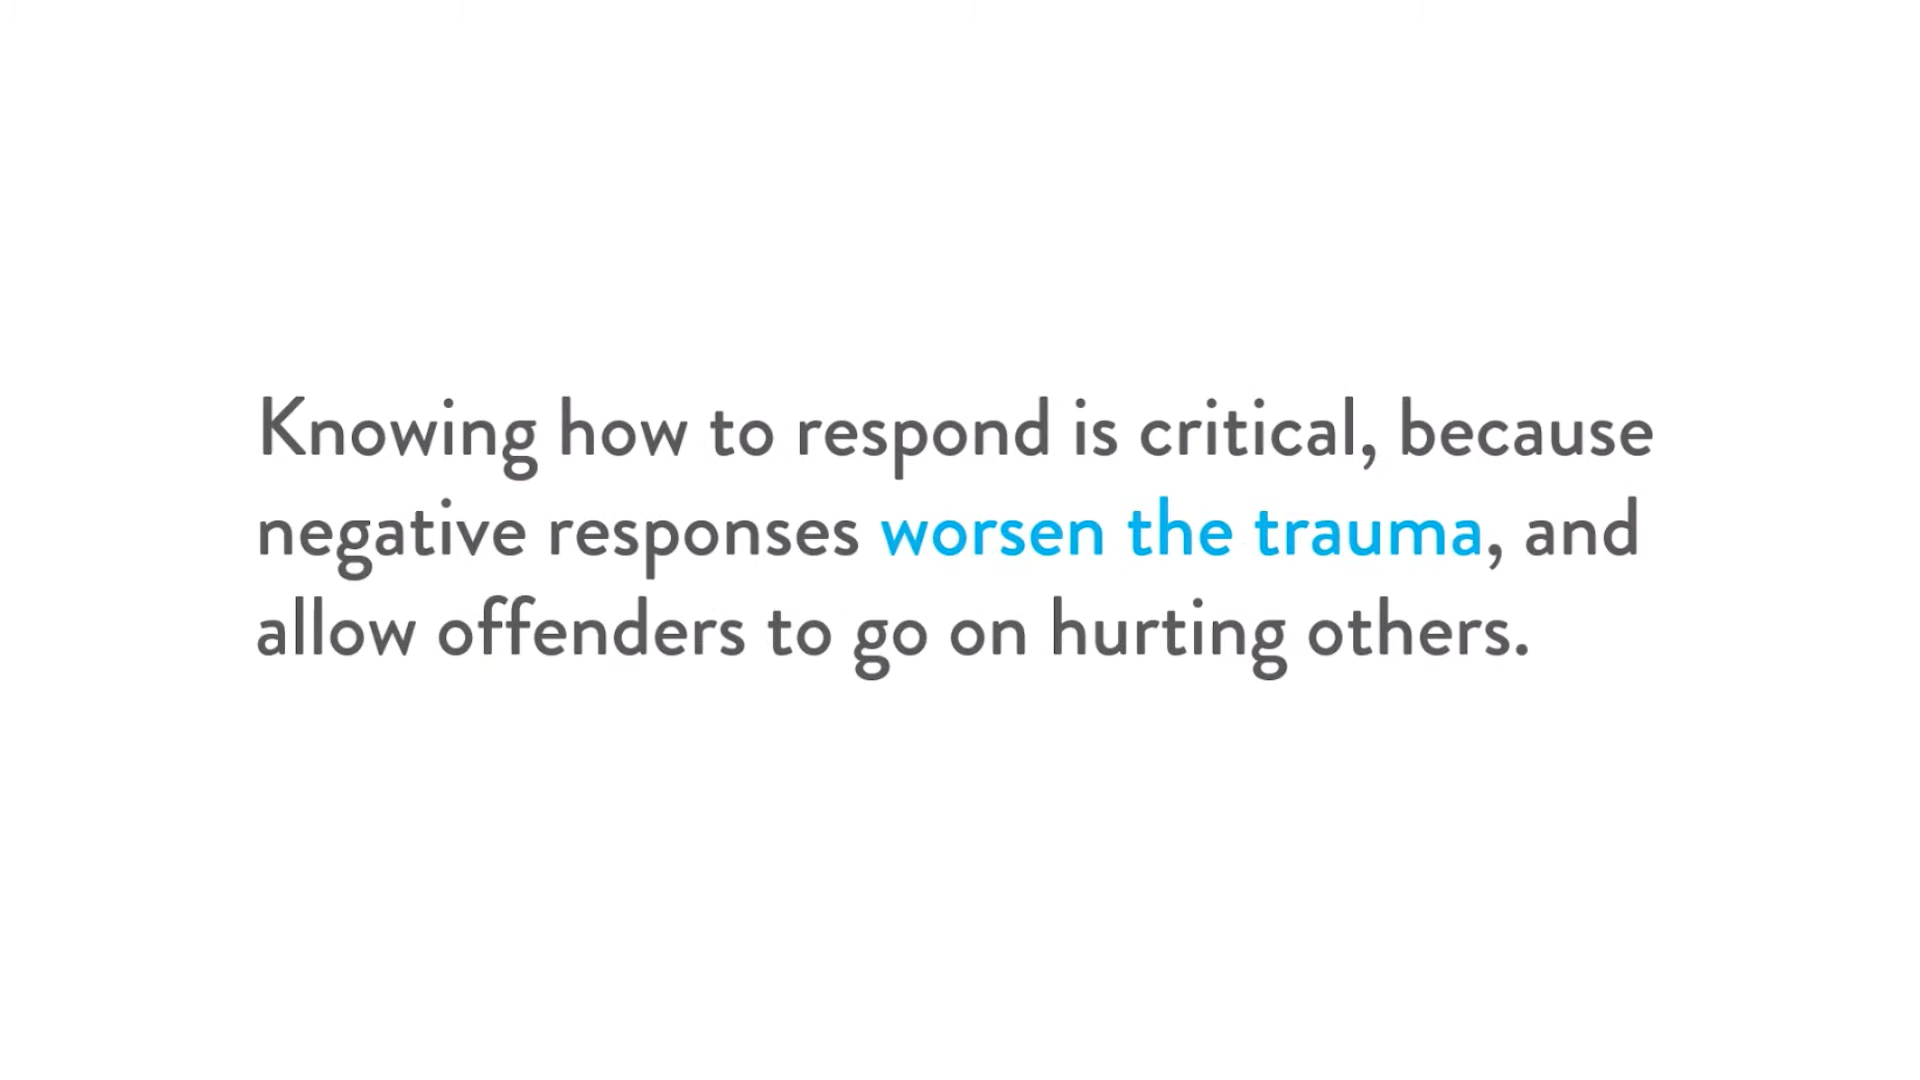 Knowing how to respond is critical, because
negative responses worsen the trauma, and
allow offenders to go on hurting others.